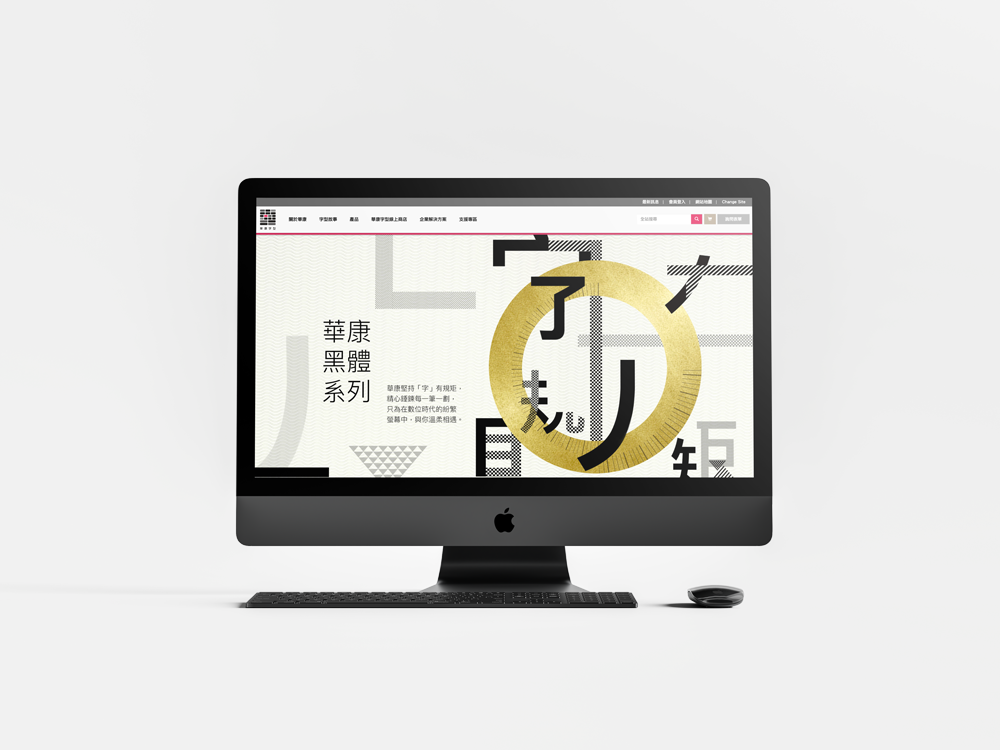 最新消息 | 會員登入 | 網站地圖 | Change Site
華康字型
關於華康 字型故事 產品 華康字型線上商店 企業解決方案 支援專區
華康
黑體
系列
華康堅持「字」有規矩，
精心錘鍊每一筆一劃，
只為在數位時代的紛繁
螢幕中，與你溫柔相遇。
字
方
規
矩